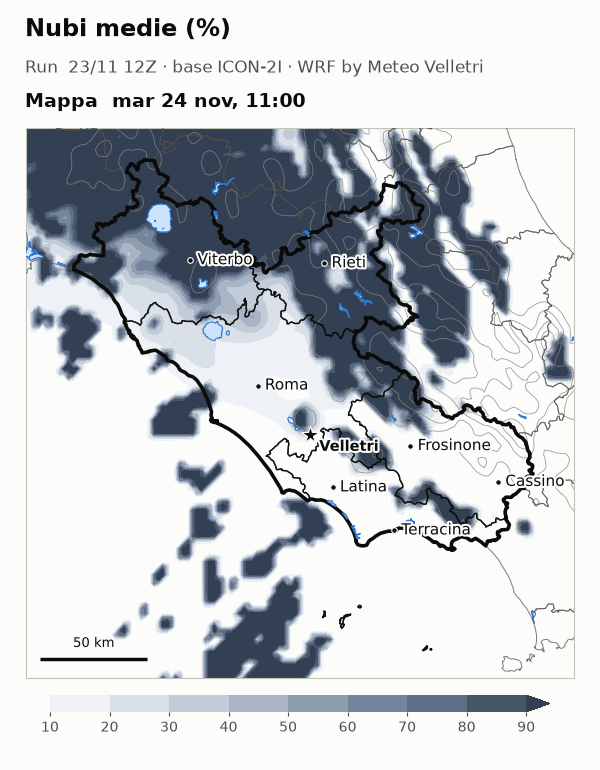 Nubi medie (%)
Run  23/11 12Z · base ICON-2I · WRF by Meteo Velletri
Mappa  mar 24 nov, 11:00
Viterbo
Rieti
Roma
Velletri
Frosinone
Latina
Cassino
Terracina
50 km
10 20 30 40 50 60 70 80 90